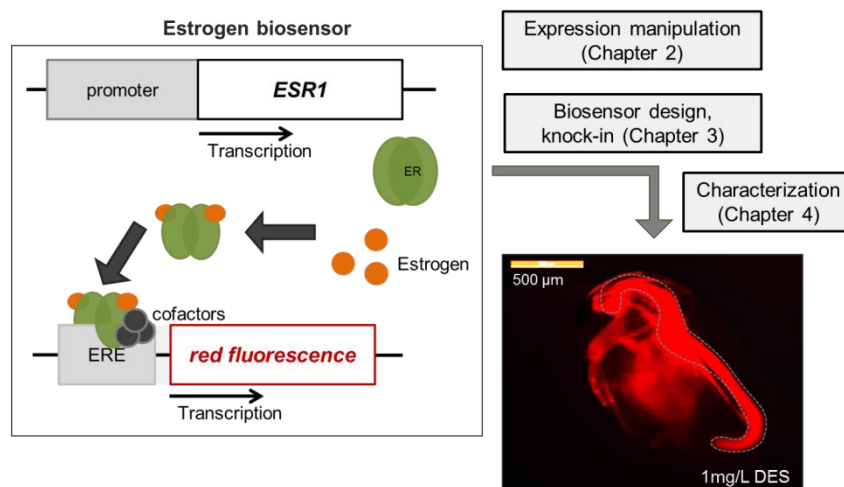 Estrogen biosensor
promoter
ESR1
Transcription
ER
Estrogen
cofactors
ERE
red fluorescence
Transcription
Expression manipulation
(Chapter 2)
Biosensor design,
knock-in (Chapter 3)
Characterization
(Chapter 4)
500 µm
1mg/L DES